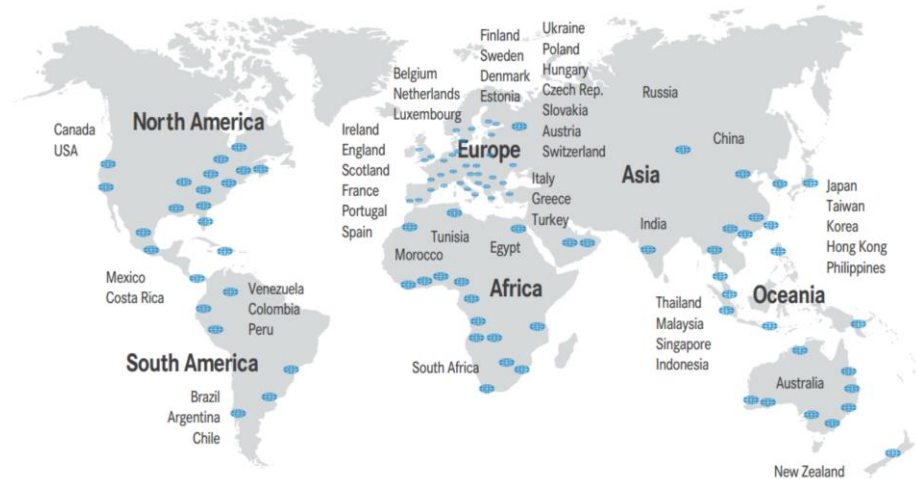 North America
Canada
USA
Mexico
Costa Rica
South America
Venezuela
Colombia
Peru
Brazil
Argentina
Chile
Europe
Ireland
England
Scotland
France
Portugal
Spain
Belgium
Netherlands
Luxembourg
Finland
Sweden
Denmark
Estonia
Ukraine
Poland
Hungary
Czech Rep.
Slovakia
Austria
Switzerland
Italy
Greece
Turkey
Africa
Tunisia
Morocco
Egypt
South Africa
Asia
Russia
China
India
Japan
Taiwan
Korea
Hong Kong
Philippines
Thailand
Malaysia
Singapore
Indonesia
Oceania
Australia
New Zealand